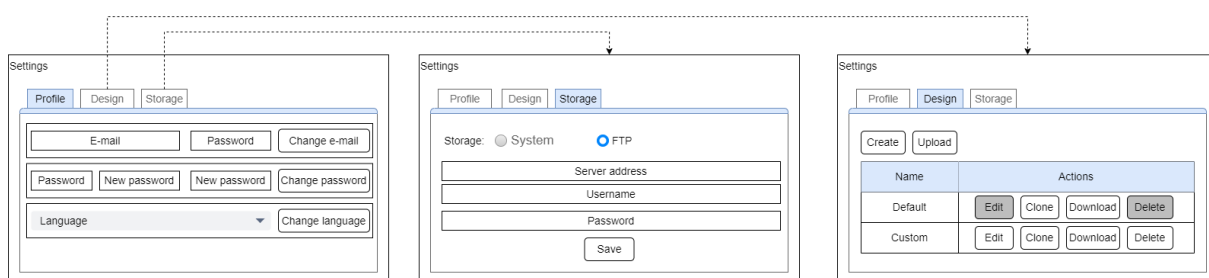 Settings
Profile Design Storage
E-mail Password Change e-mail
Password New password New password Change password
Language Change language
Settings
Profile Design Storage
Storage: System FTP
Server address
Username
Password
Save
Settings
Profile Design Storage
Create Upload
Name Actions
Default Edit Clone Download Delete
Custom Edit Clone Download Delete